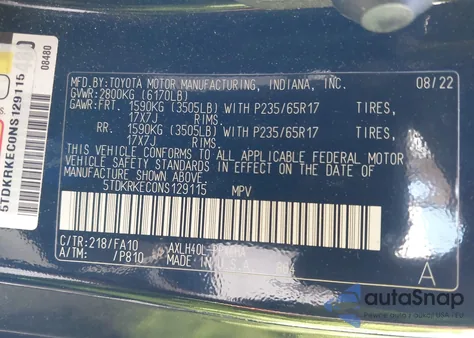 MFD.BY:TOYOTA MOTOR MANUFACTURING, INDIANA, INC. 08/22
GVWR: 2800KG (6170LB)
GAWR:FRT. 1590KG (3505LB) WITH P235/65R17 TIRES,
17X7J RIMS.
RR. 1590KG (3505LB) WITH P235/65R17 TIRES,
17X7J RIMS.
THIS VEHICLE CONFORMS TO ALL APPLICABLE FEDERAL MOTOR
VEHICLE SAFETY STANDARDS IN EFFECT ON THE DATE OF
MANUFACTURE SHOWN ABOVE.
5TDKRKEC0NS129115 MPV
C/TR:218/FA10 AXLH40L
A/TM: /P810 MADE IN
A
5TDKRKEC0NS129115
08480
autoSnap